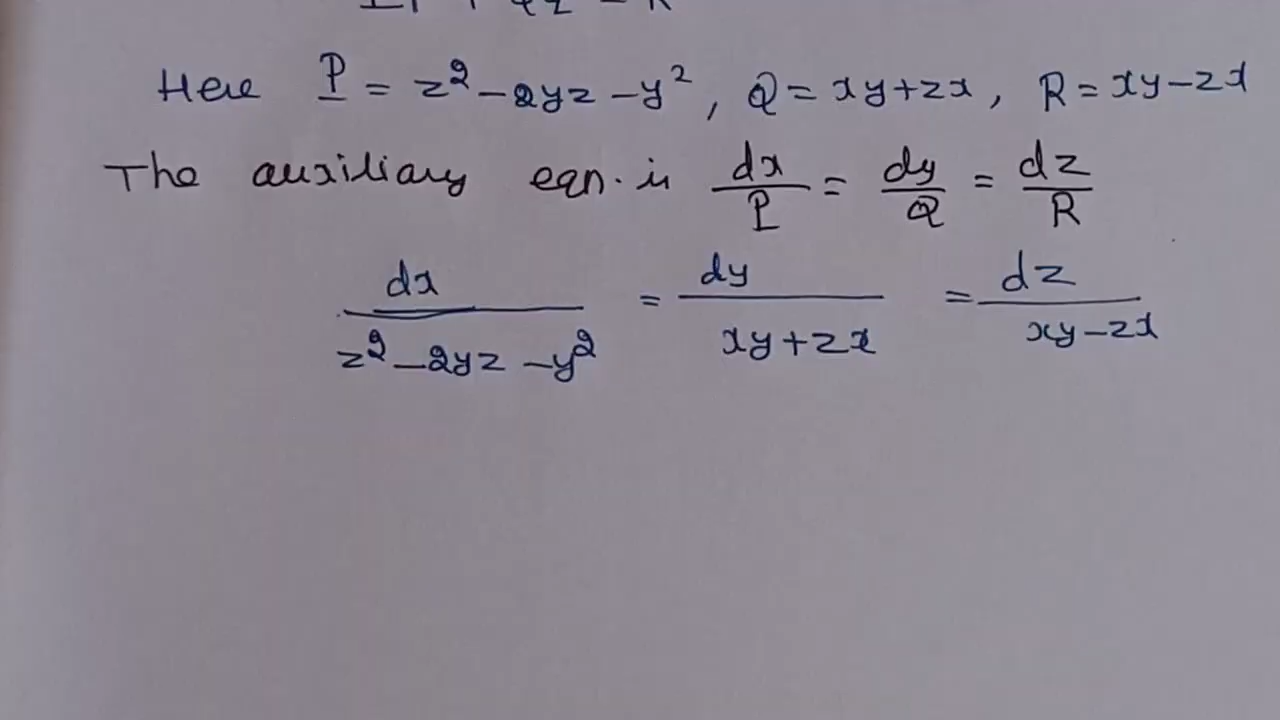 Here P = z² - 2yz - y², Q = xy + zx, R = xy - zx
The auxiliary eqn. is dx/P = dy/Q = dz/R
dx/(z² - 2yz - y²) = dy/(xy + zx) = dz/(xy - zx)